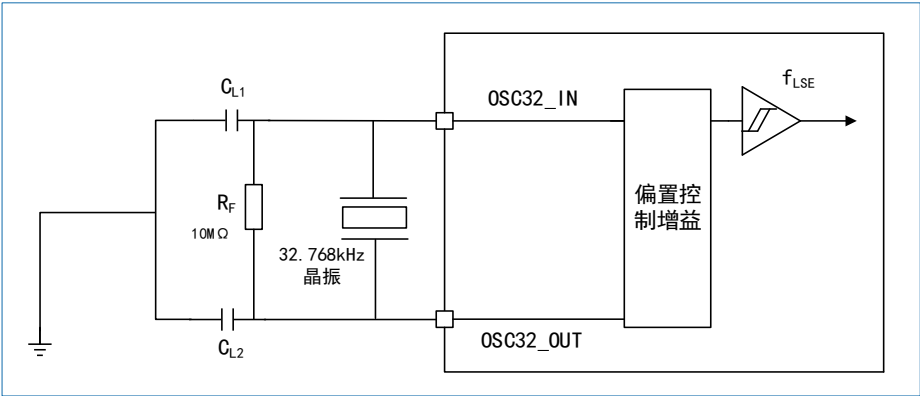 CL1
OSC32_IN
fLSE
RF
10MΩ
32.768kHz
晶振
偏置控
制增益
CL2
OSC32_OUT